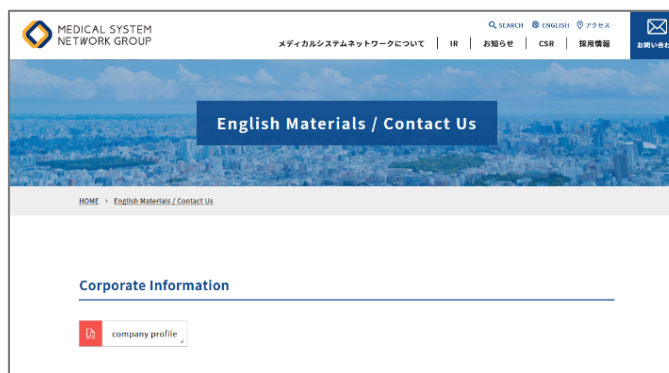 MEDICAL SYSTEM
NETWORK GROUP
SEARCH ENGLISH アクセス
メディカルシステムネットワークについて IR お知らせ CSR 採用情報
お問い合わ
English Materials / Contact Us
HOME › English Materials / Contact Us
Corporate Information
company profile